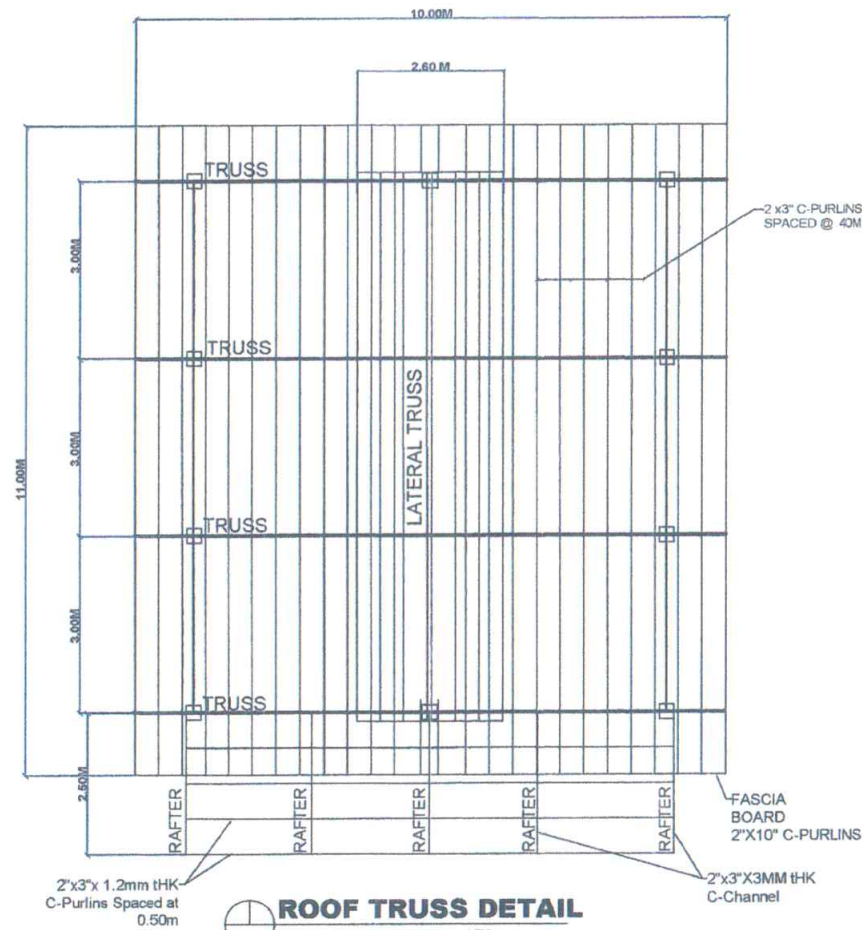 10.00M
2.60 M
11.00M
TRUSS
2 x3" C-PURLINS
SPACED @ 40M
3.00M
TRUSS
LATERAL TRUSS
3.00M
TRUSS
3.00M
TRUSS
2.50M
RAFTER
RAFTER
RAFTER
RAFTER
RAFTER
FASCIA
BOARD
2"X10" C-PURLINS
2"x3"x 1.2mm tHK
C-Purlins Spaced at
0.50m
2"x3"X3MM tHK
C-Channel
ROOF TRUSS DETAIL